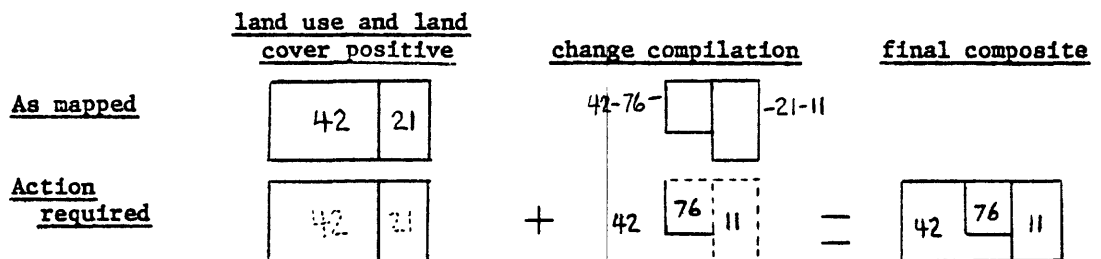 land use and land
cover positive
change compilation
final composite
As mapped
42 21
42-76- -21-11
Action
required
42 21 + 42 76 11 = 42 76 11